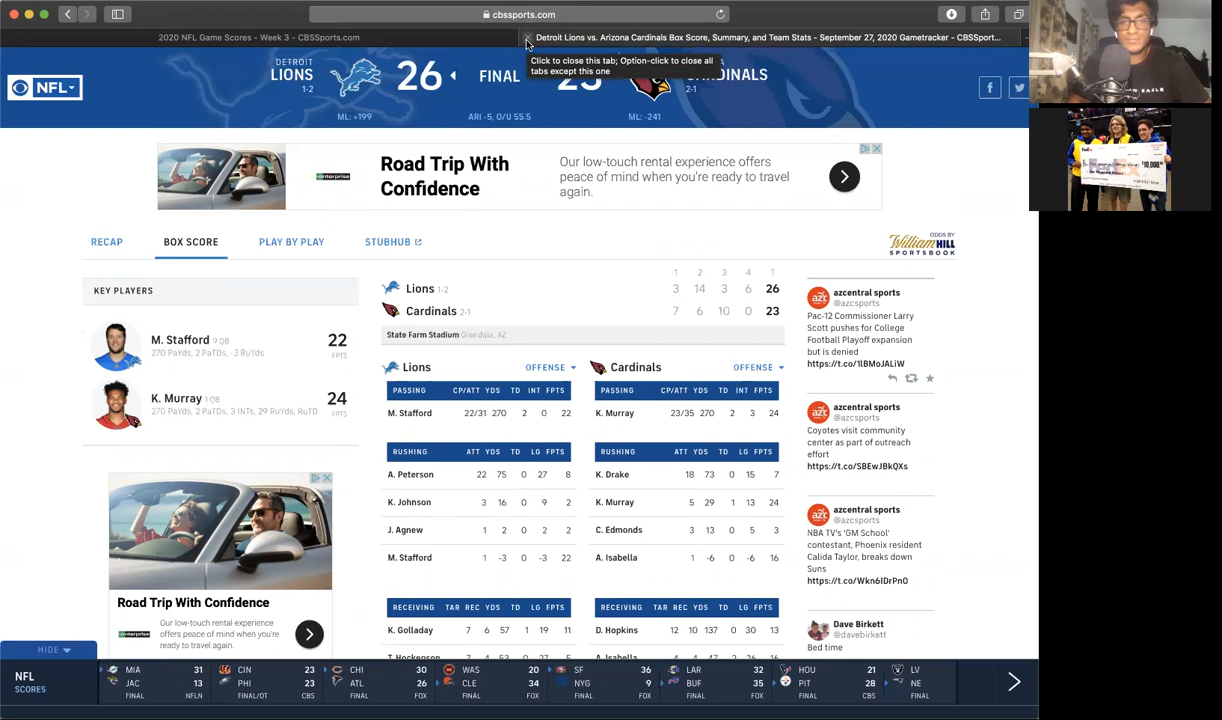 cbssports.com
2020 NFL Game Scores - Week 3 - CBSSports.com
Detroit Lions vs. Arizona Cardinals Box Score, Summary, and Team Stats - September 27, 2020 Gametracker - CBSSport...
Click to close this tab; Option-click to close all
tabs except this one
NFL
DETROIT
LIONS
1-2
26
FINAL
CARDINALS
2-1
ML: +199
ARI -5, O/U 55.5
ML: -241
Road Trip With
Confidence
enterprise
Our low-touch rental experience offers
peace of mind when you're ready to travel
again.
RECAP
BOX SCORE
PLAY BY PLAY
STUBHUB
ODDS BY
William HILL
SPORTSBOOK
KEY PLAYERS
M. Stafford 9 QB
270 PaYds, 2 PaTDs, -3 RuYds
22
FPTS
K. Murray 1 QB
270 PaYds, 2 PaTDs, 3 INTs, 29 RuYds, RuTD
24
FPTS
1 2 3 4 T
Lions 1-2 3 14 3 6 26
Cardinals 2-1 7 6 10 0 23
State Farm Stadium Glendale, AZ
Lions OFFENSE
PASSING CP/ATT YDS TD INT FPTS
M. Stafford 22/31 270 2 0 22
RUSHING ATT YDS TD LG FPTS
A. Peterson 22 75 0 27 8
K. Johnson 3 16 0 9 2
J. Agnew 1 2 0 2 2
M. Stafford 1 -3 0 -3 22
RECEIVING TAR REC YDS TD LG FPTS
K. Golladay 7 6 57 1 19 11
Cardinals OFFENSE
PASSING CP/ATT YDS TD INT FPTS
K. Murray 23/35 270 2 3 24
RUSHING ATT YDS TD LG FPTS
K. Drake 18 73 0 15 7
K. Murray 5 29 1 13 24
C. Edmonds 3 13 0 5 3
A. Isabella 1 -6 0 -6 16
RECEIVING TAR REC YDS TD LG FPTS
D. Hopkins 12 10 137 0 30 13
azcentral sports
@azcsports
Pac-12 Commissioner Larry
Scott pushes for College
Football Playoff expansion
but is denied
https://t.co/1lBMoJALiW
azcentral sports
@azcsports
Coyotes visit community
center as part of outreach
effort
https://t.co/SBEwJBkQXs
azcentral sports
@azcsports
NBA TV's 'GM School'
contestant, Phoenix resident
Calida Taylor, breaks down
Suns
https://t.co/Wkn6IDrPnO
Dave Birkett
@davebirkett
Bed time
Road Trip With Confidence
enterprise
Our low-touch rental
experience offers
peace of mind when
you're ready to travel
HIDE
NFL
SCORES
MIA 31
JAC 13
FINAL NFLN
CIN 23
PHI 23
FINAL/OT CBS
CHI 30
ATL 26
FINAL FOX
WAS 20
CLE 34
FINAL FOX
SF 36
NYG 9
FINAL FOX
LAR 32
BUF 35
FINAL FOX
HOU 21
PIT 28
FINAL CBS
LV
NE
FINAL
FedEx